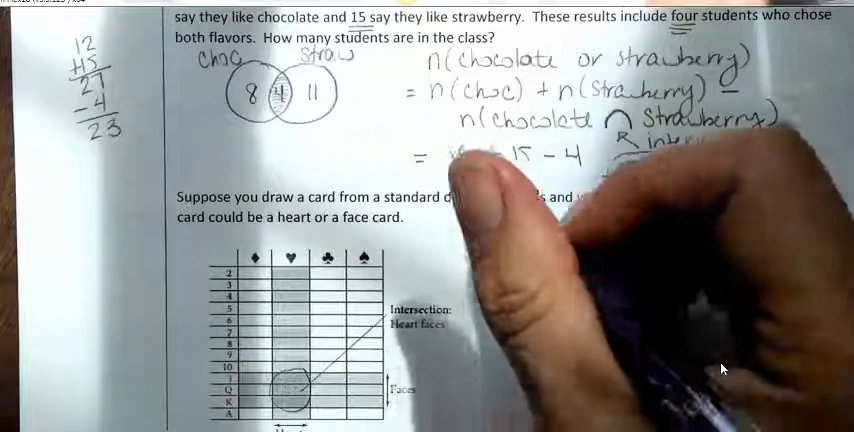 say they like chocolate and 15 say they like strawberry. These results include four students who chose
both flavors. How many students are in the class?
12
+15
27
-4
23
choc straw
8 4 11
n(chocolate or strawberry)
= n(choc) + n(Strawberry) -
n(chocolate ∩ Strawberry)
= 15 - 4
Suppose you draw a card from a standard
s and
card could be a heart or a face card.
♦ ♥ ♣ ♠
2
3
4
5
6
7
8
9
10
J
Q
K
A
Intersection:
Heart faces
Faces